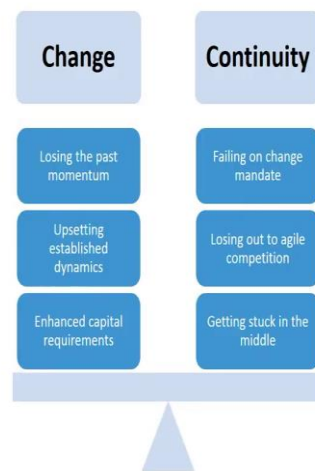 Change
Losing the past
momentum
Upsetting
established
dynamics
Enhanced capital
requirements
Continuity
Failing on change
mandate
Losing out to agile
competition
Getting stuck in the
middle